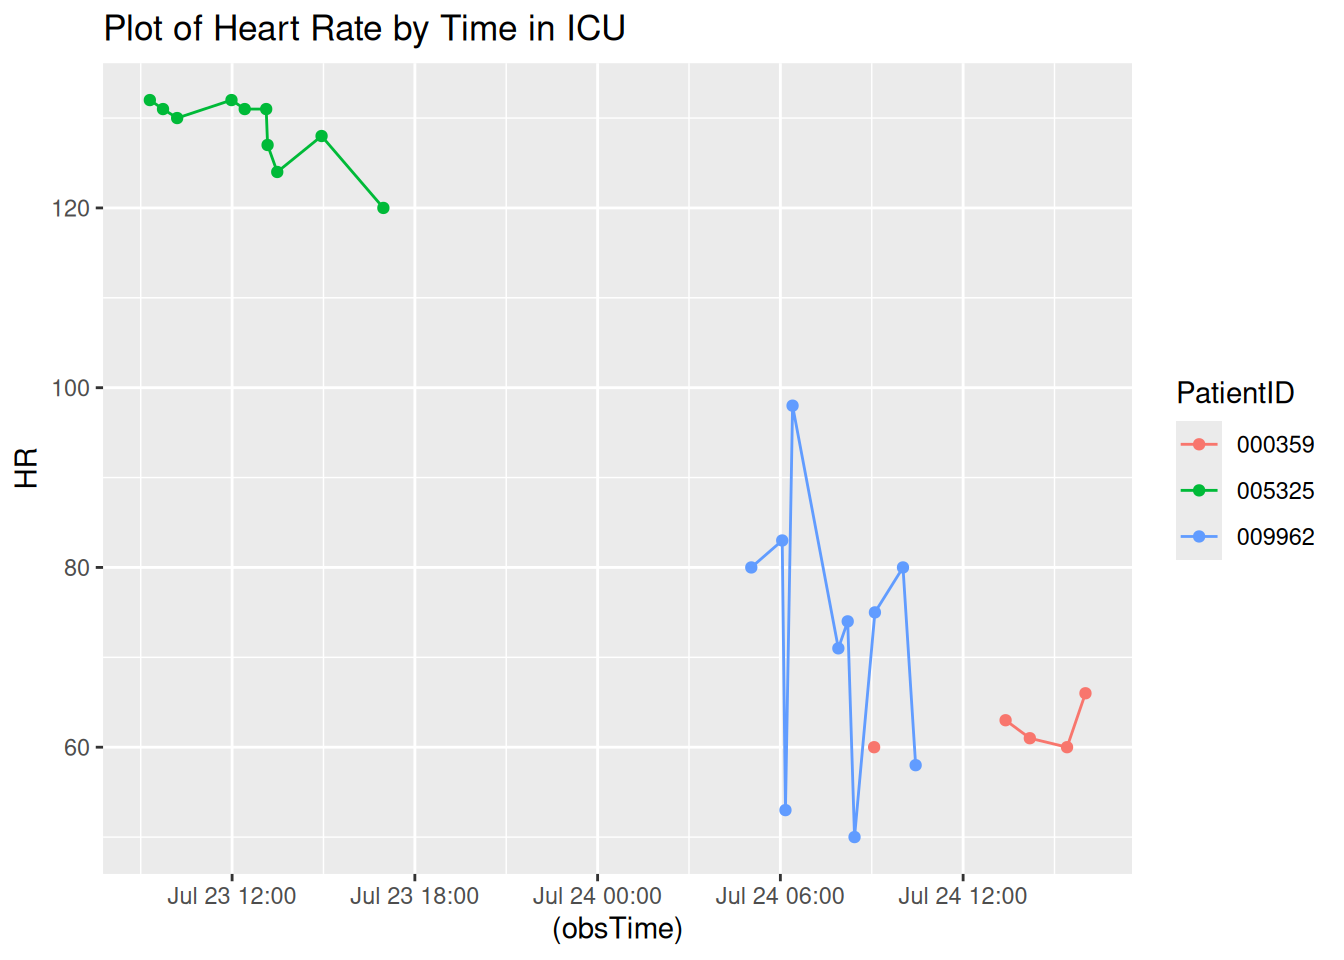 Plot of Heart Rate by Time in ICU
120
100
80
60
HR
Jul 23 12:00
Jul 23 18:00
Jul 24 00:00
Jul 24 06:00
Jul 24 12:00
(obsTime)
PatientID
000359
005325
009962